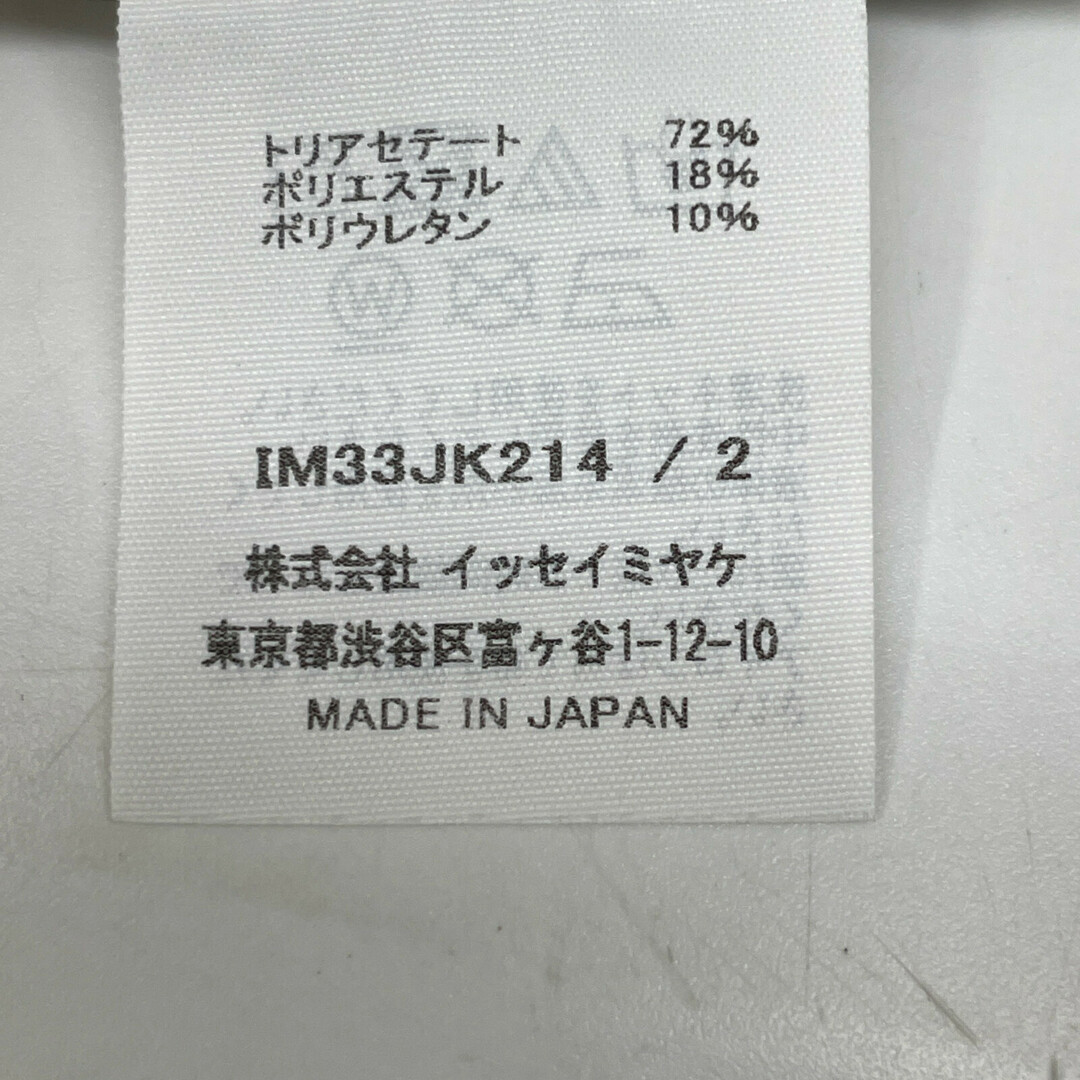 トリアセテート 72%
ポリエステル 18%
ポリウレタン 10%
IM33JK214 / 2
株式会社 イッセイミヤケ
東京都渋谷区富ヶ谷1-12-10
MADE IN JAPAN